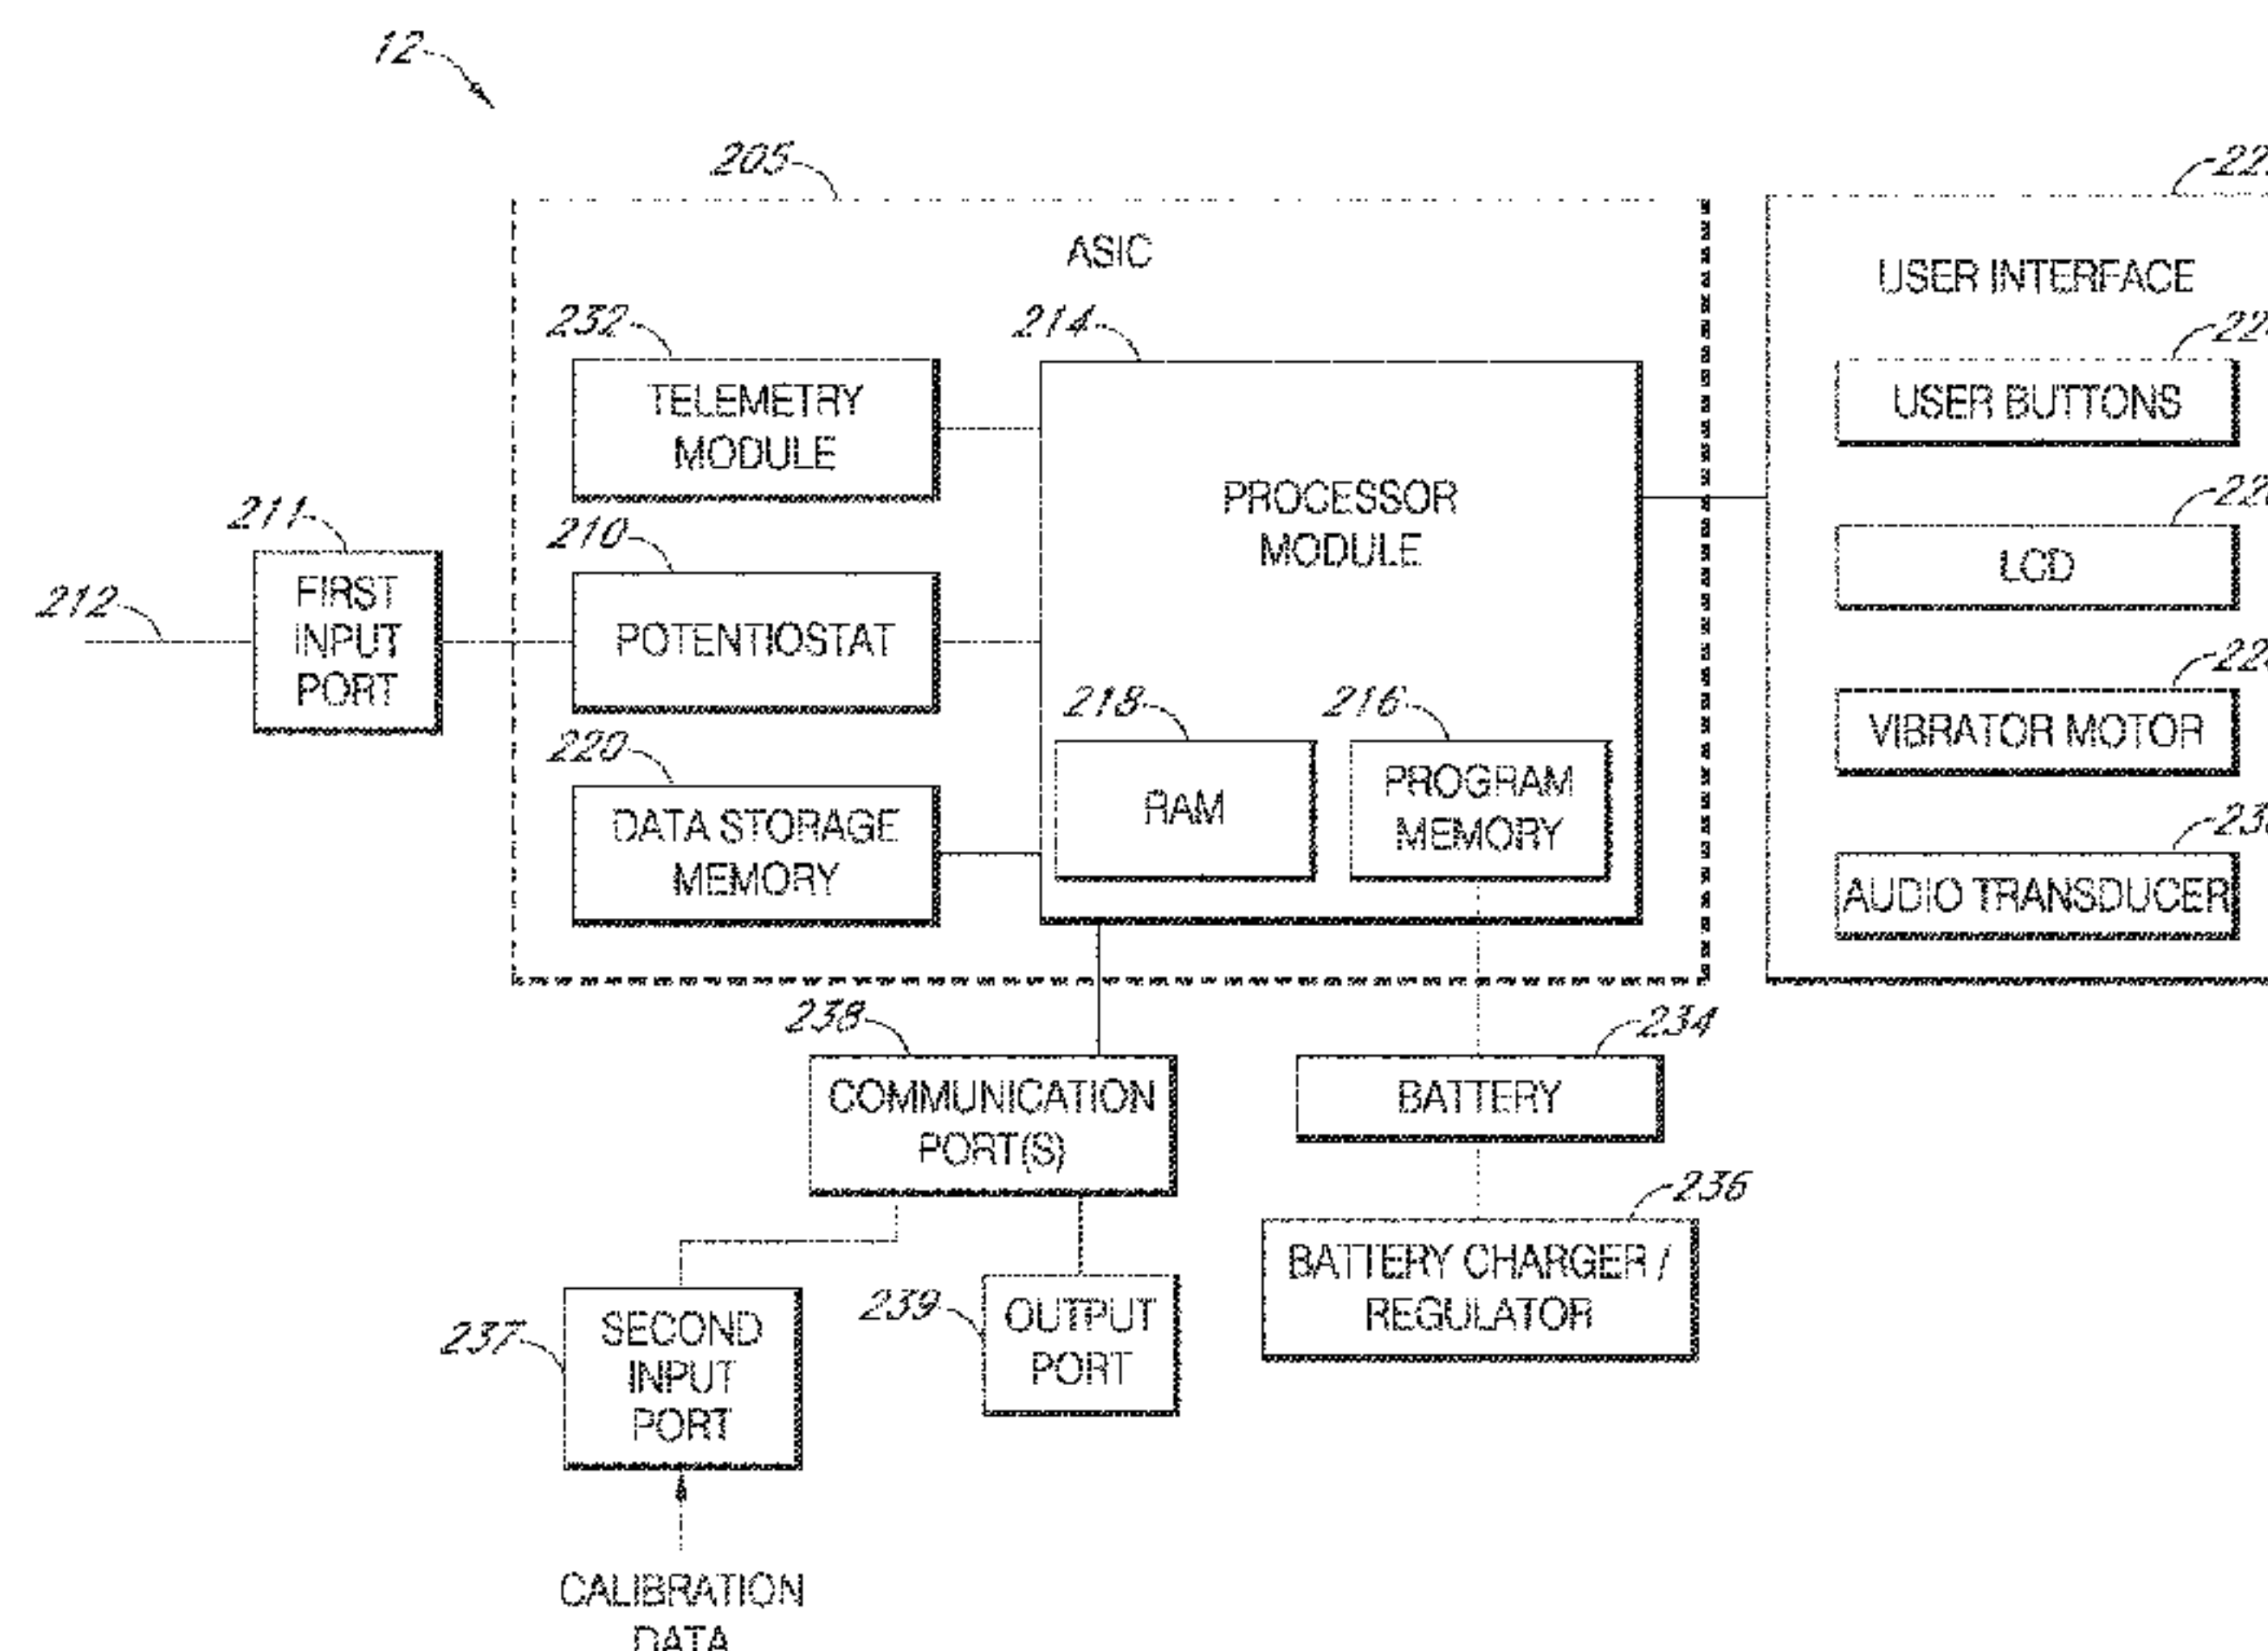 12
205
ASIC
USER INTERFACE
232
214
TELEMETRY
MODULE
USER BUTTONS
PROCESSOR
MODULE
211
210
FIRST
INPUT
PORT
212
POTENTIOSTAT
LCD
218
216
VIBRATOR MOTOR
220
RAM
PROGRAM
MEMORY
DATA STORAGE
MEMORY
AUDIO TRANSDUCER
238
234
COMMUNICATION
PORT(S)
BATTERY
236
BATTERY CHARGER /
REGULATOR
237
SECOND
INPUT
PORT
239
OUTPUT
PORT
CALIBRATION
DATA